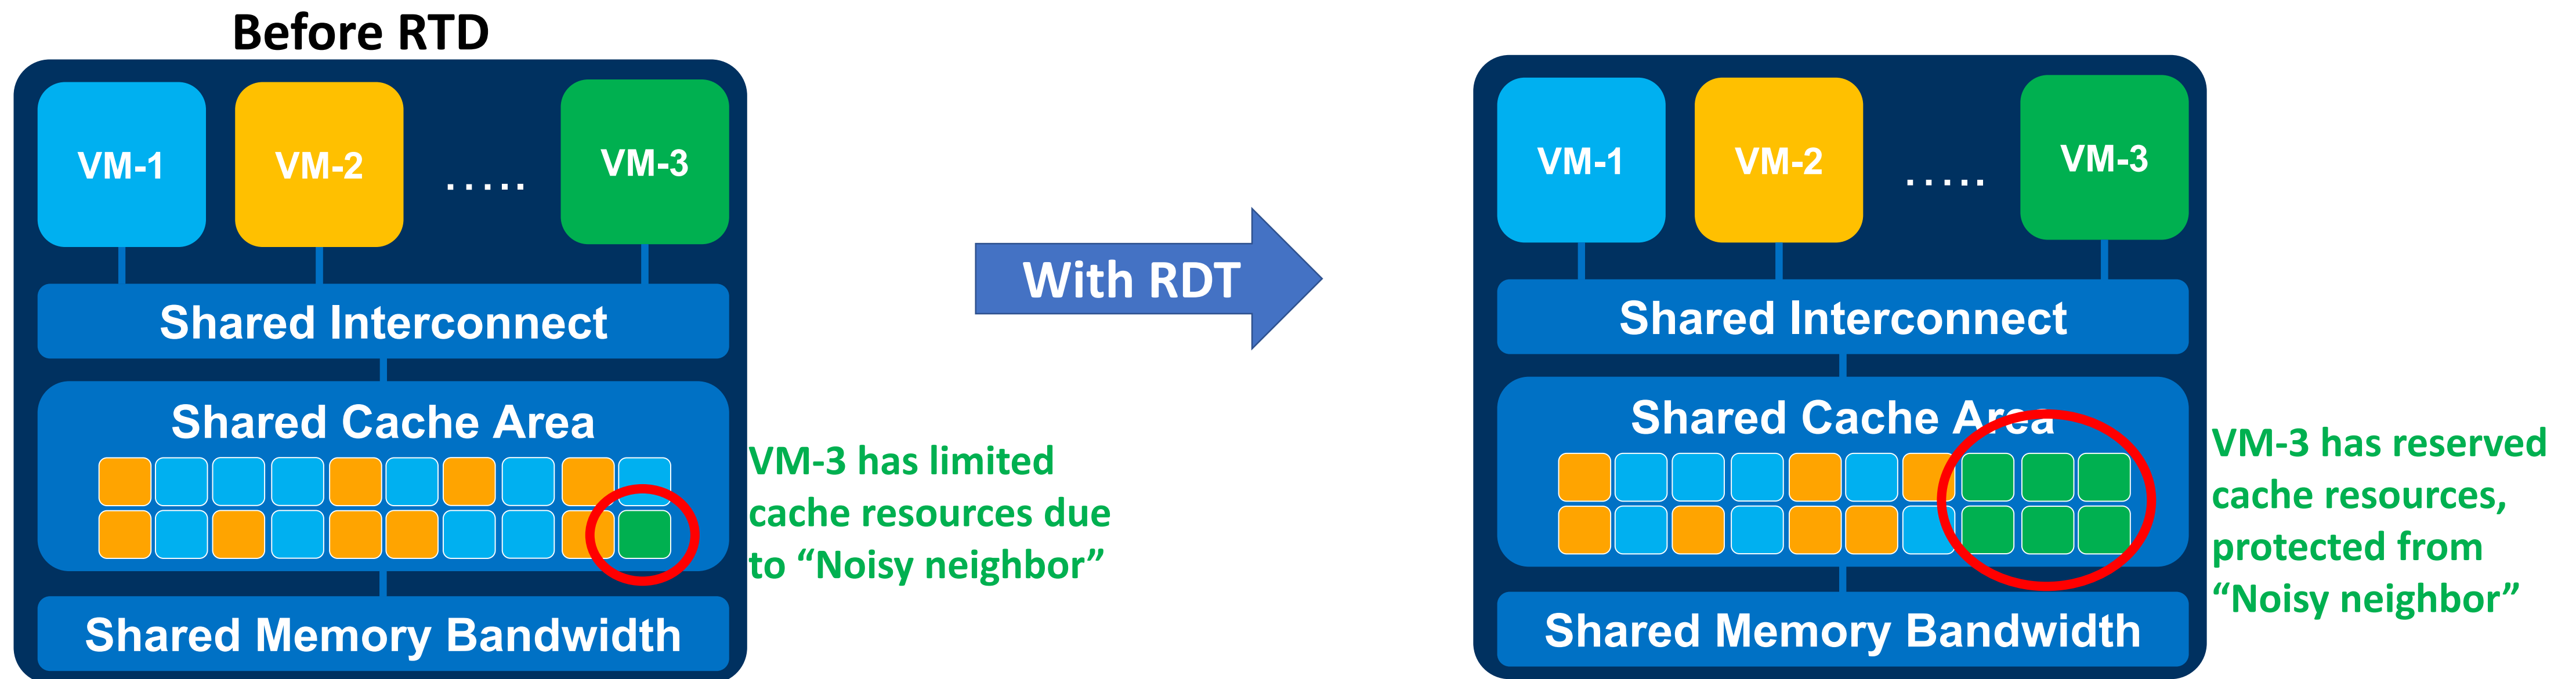 Before RTD
VM-1
VM-2
.....
VM-3
Shared Interconnect
Shared Cache Area
VM-3 has limited
cache resources due
to “Noisy neighbor”
Shared Memory Bandwidth
With RDT
VM-1
VM-2
.....
VM-3
Shared Interconnect
Shared Cache Area
VM-3 has reserved
cache resources,
protected from
“Noisy neighbor”
Shared Memory Bandwidth